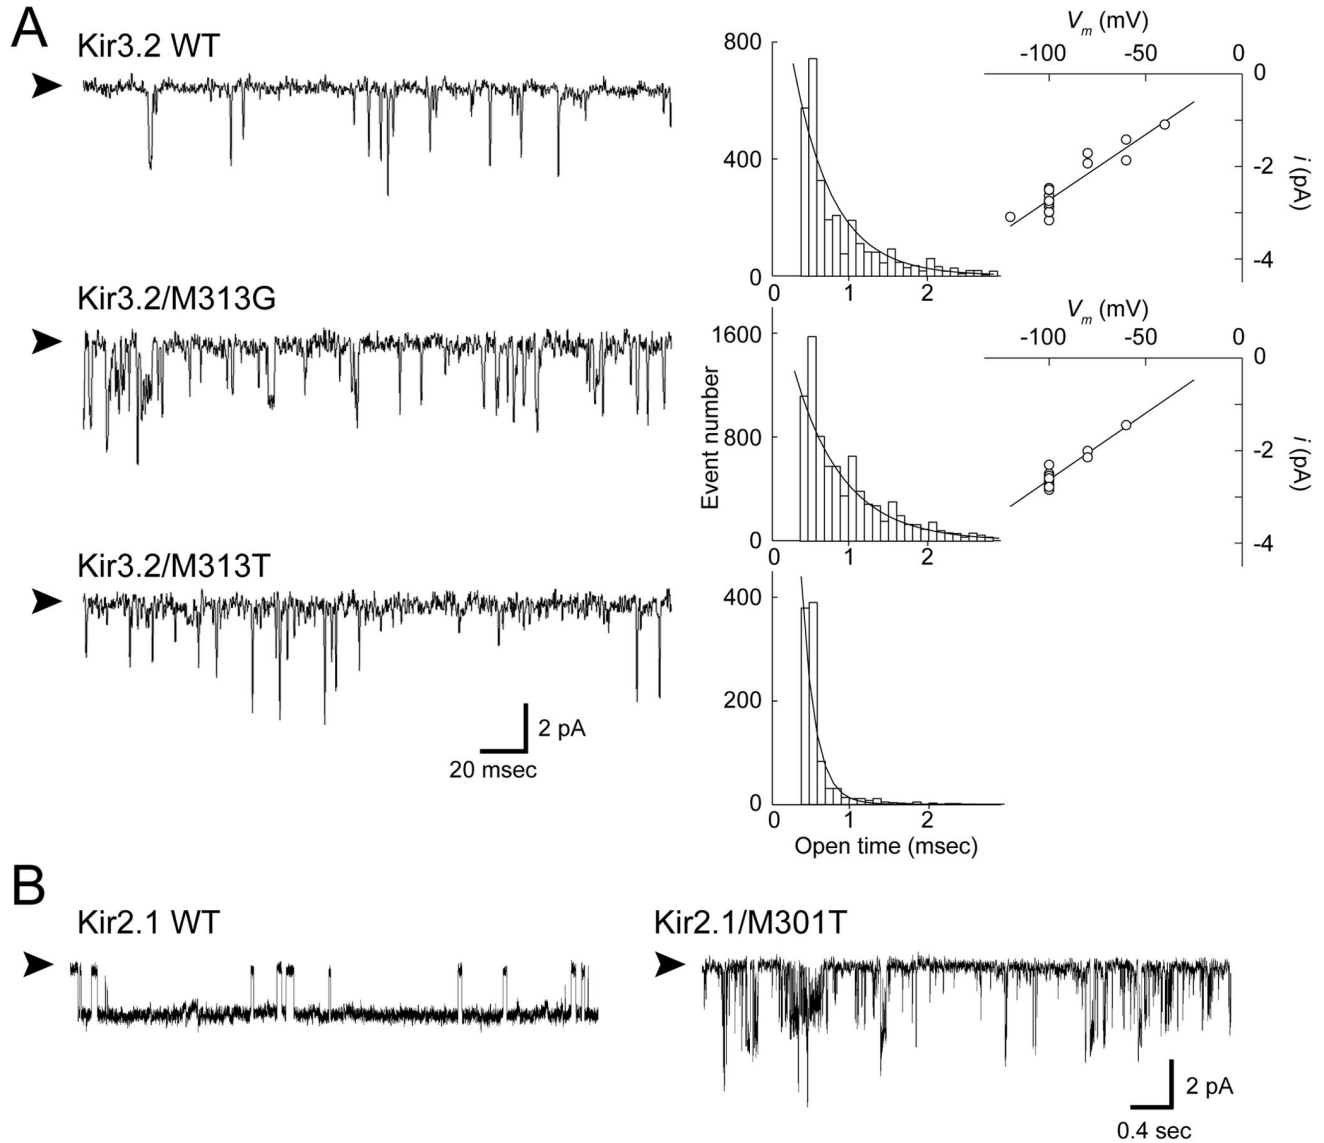 A
Kir3.2 WT
800
400
0
0 1 2
Vm (mV)
-100 -50 0
0
-2
-4
i (pA)
Kir3.2/M313G
Event number
1600
800
0
0 1 2
Vm (mV)
-100 -50 0
0
-2
-4
i (pA)
Kir3.2/M313T
2 pA
20 msec
400
200
0
0 1 2
Open time (msec)
B
Kir2.1 WT
Kir2.1/M301T
2 pA
0.4 sec